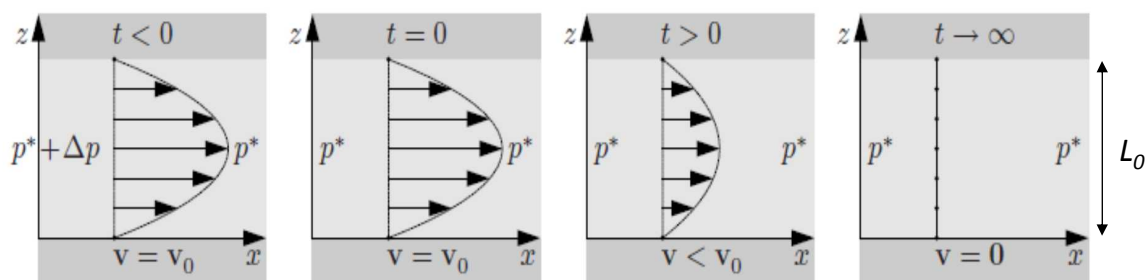 z t < 0
p* + Δp p*
v = v₀ x
z t = 0
p* p*
v = v₀ x
z t > 0
p* p*
v < v₀ x
z t → ∞
p* p*
v = 0 x
L₀